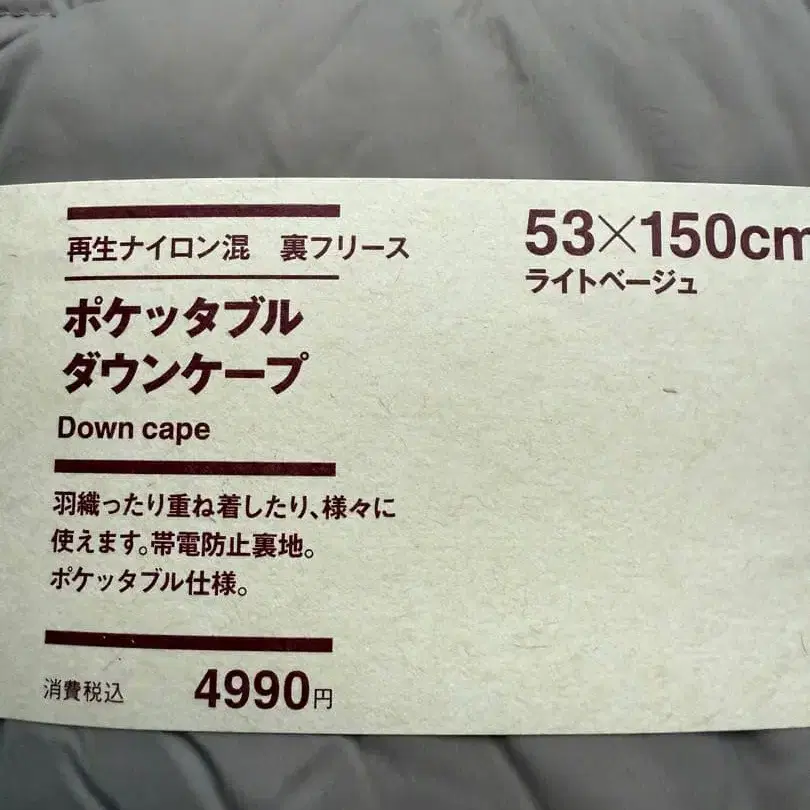 再生ナイロン混　裏フリース
ポケッタブル
ダウンケープ
Down cape
羽織ったり重ね着したり、様々に
使えます。帯電防止裏地。
ポケッタブル仕様。
消費税込 4990円
53×150cm
ライトベージュ